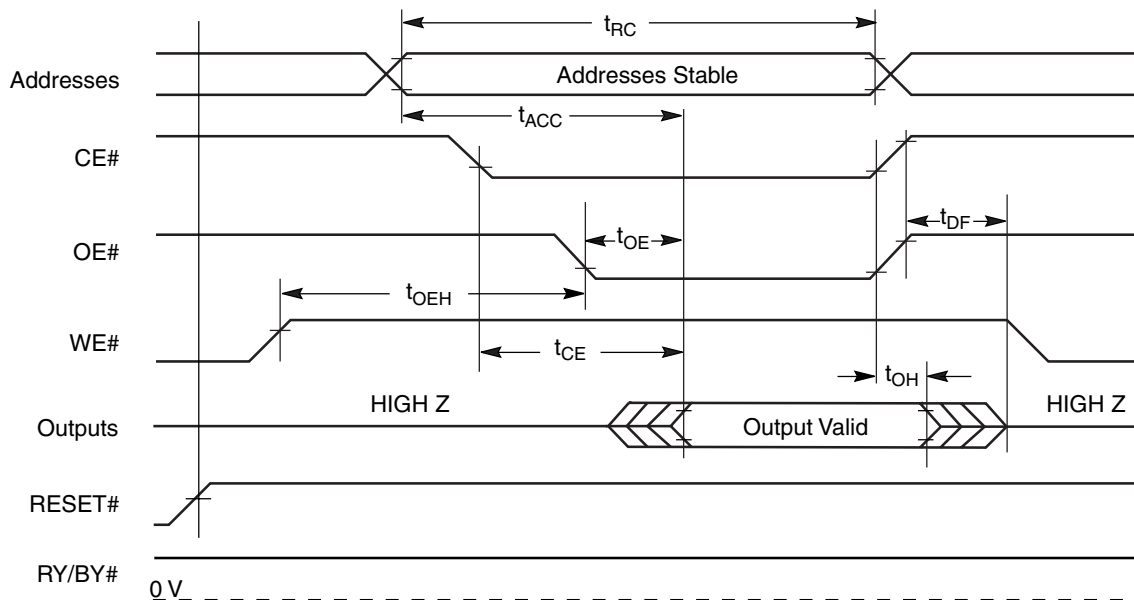 tRC
Addresses
Addresses Stable
tACC
CE#
tDF
OE#
tOE
tOEH
WE#
tCE
tOH
HIGH Z
HIGH Z
Outputs
Output Valid
RESET#
RY/BY#
0 V